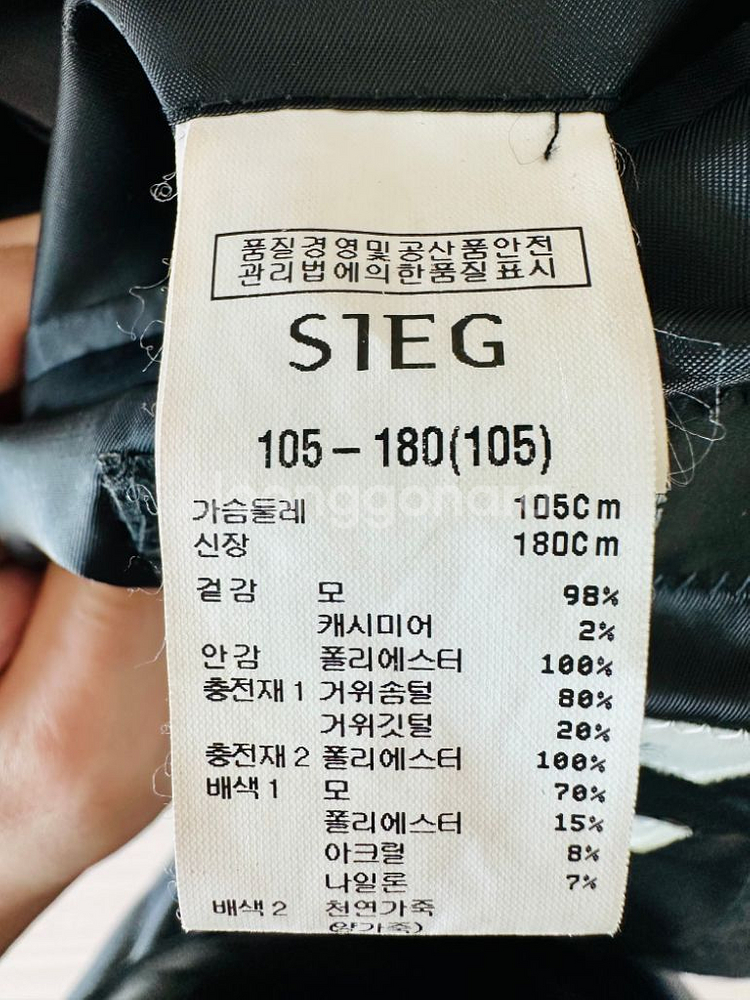 품질경영및공산품안전
관리법에의한품질표시
SIEG
105-180(105)
가슴둘레 105Cm
신장 180Cm
겉감 모 98%
캐시미어 2%
안감 폴리에스터 100%
충전재 1 거위솜털 80%
거위깃털 20%
충전재 2 폴리에스터 100%
배색 1 모 70%
폴리에스터 15%
아크릴 8%
나일론 7%
배색 2 천연가죽
(양가죽)